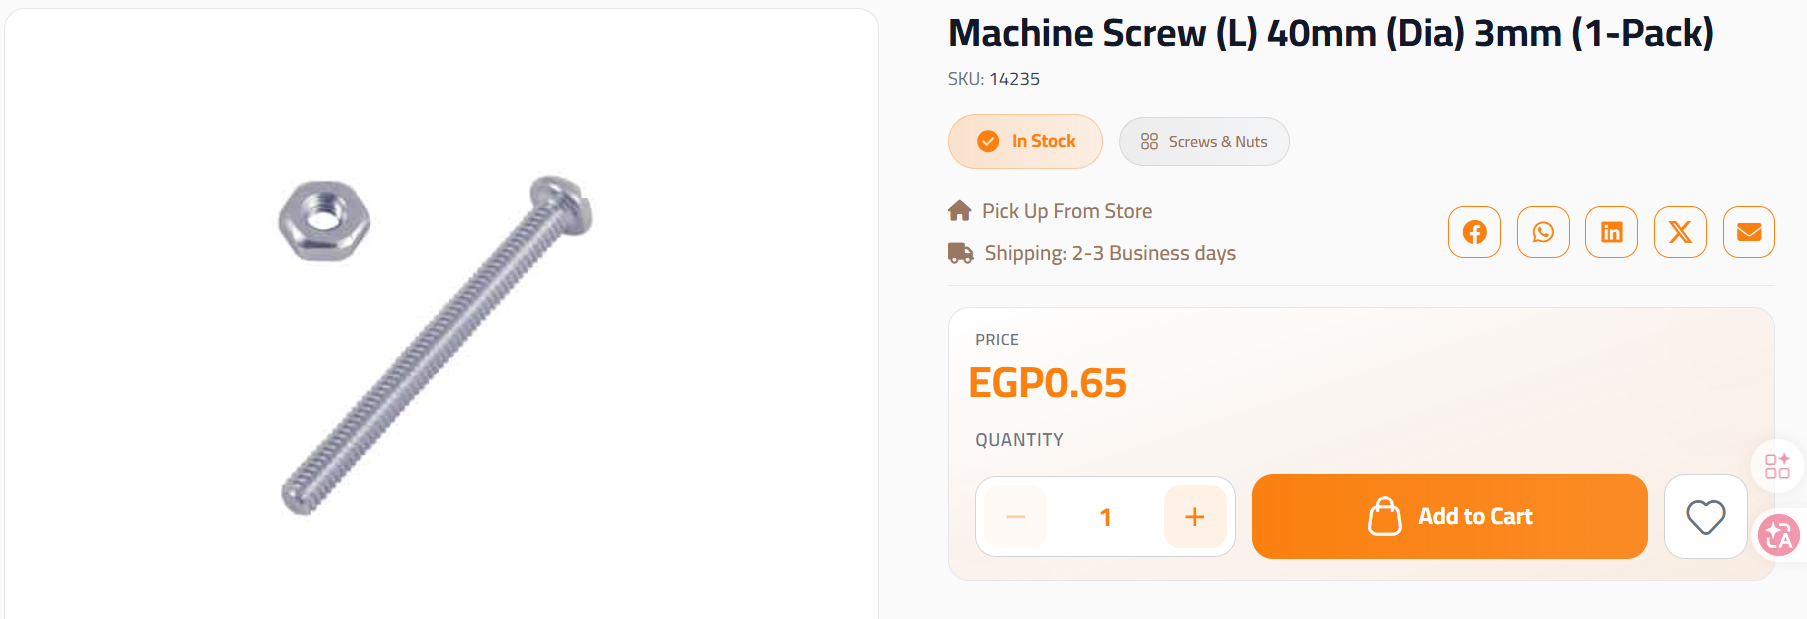 Machine Screw (L) 40mm (Dia) 3mm (1-Pack)
SKU: 14235
In Stock
Screws & Nuts
Pick Up From Store
Shipping: 2-3 Business days
PRICE
EGP0.65
QUANTITY
− 1 +
Add to Cart